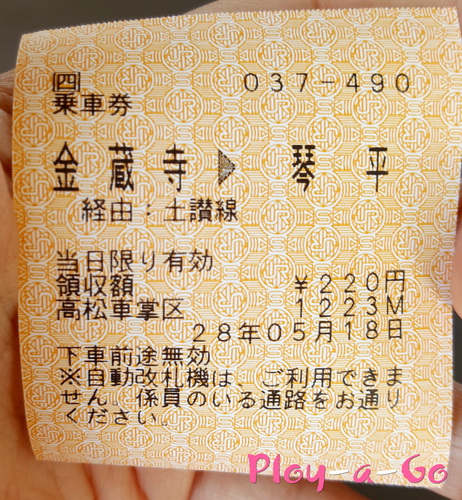 四 037-490
乗車券
金蔵寺 ▶ 琴平
経由:土讃線
当日限り有効
領収額 ¥220円
高松車掌区 1223M
28年05月18日
下車前途無効
※自動改札機は、ご利用できま
せん。係員のいる通路をお通り
ください。
Ploy-a-Go